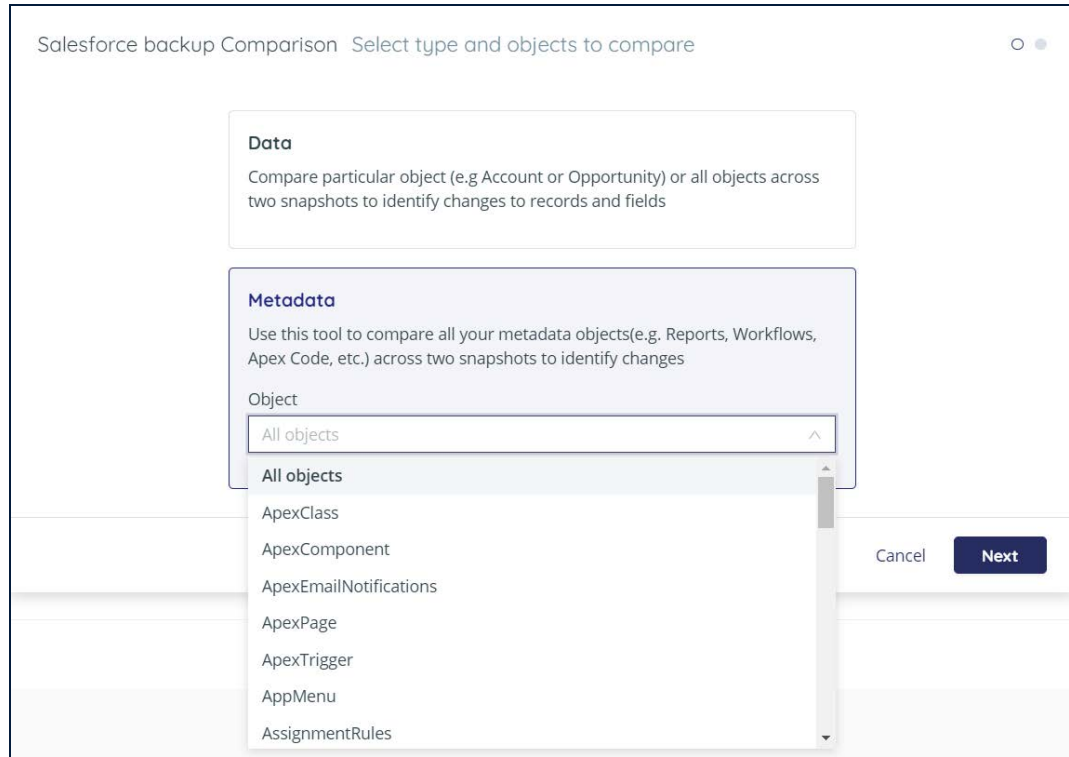 Salesforce backup Comparison Select type and objects to compare
Data
Compare particular object (e.g Account or Opportunity) or all objects across
two snapshots to identify changes to records and fields
Metadata
Use this tool to compare all your metadata objects(e.g. Reports, Workflows,
Apex Code, etc.) across two snapshots to identify changes
Object
All objects
All objects
ApexClass
ApexComponent
ApexEmailNotifications
ApexPage
ApexTrigger
AppMenu
AssignmentRules
Cancel Next